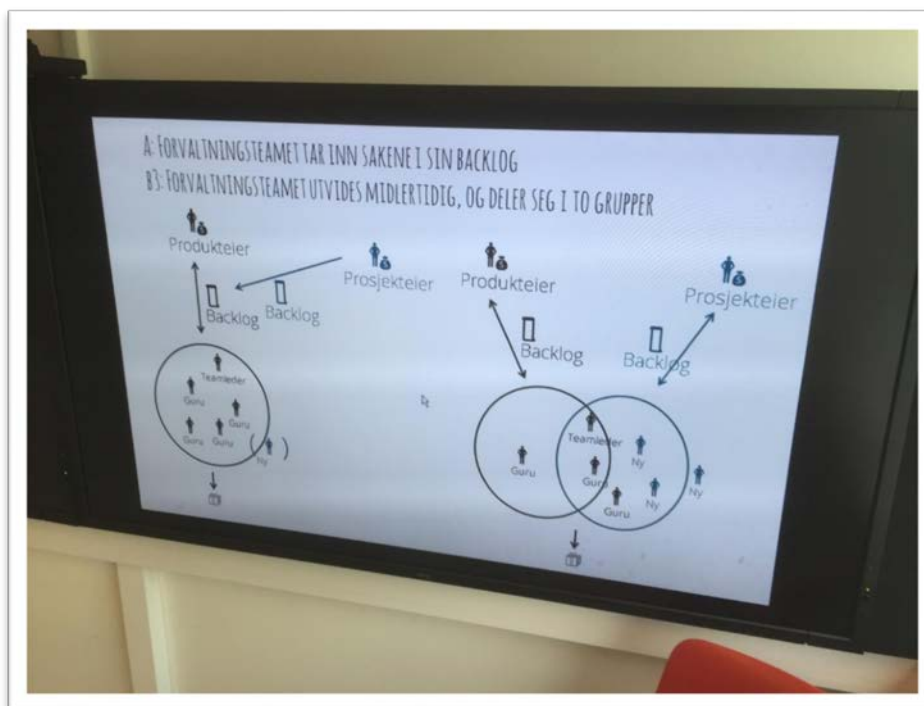 A: FORVALTNINGSTEAMET TAR INN SAKENE I SIN BACKLOG
B3: FORVALTNINGSTEAMET UTVIDES MIDLERTIDIG, OG DELER SEG I TO GRUPPER
Produkteier
Prosjekteier
Backlog
Backlog
Teamleder
Guru
Guru
Guru
Guru
( )
Ny
Produkteier
Prosjekteier
Backlog
Backlog
Teamleder
Guru
Guru
Guru
Ny
Ny
Ny